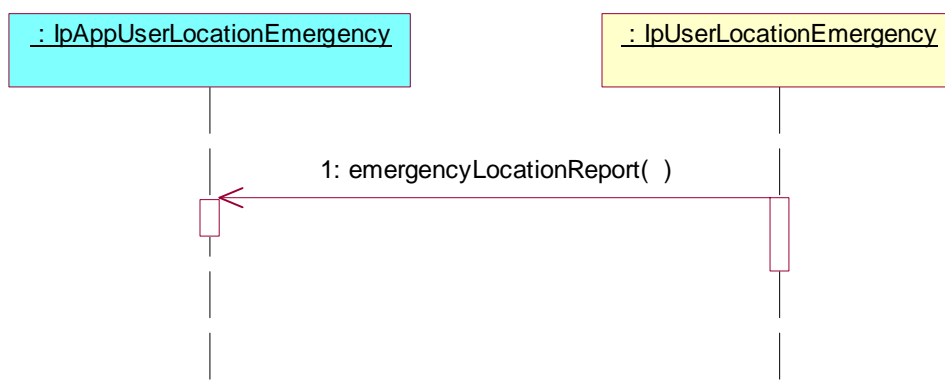 : IpAppUserLocationEmergency
: IpUserLocationEmergency
1: emergencyLocationReport(  )